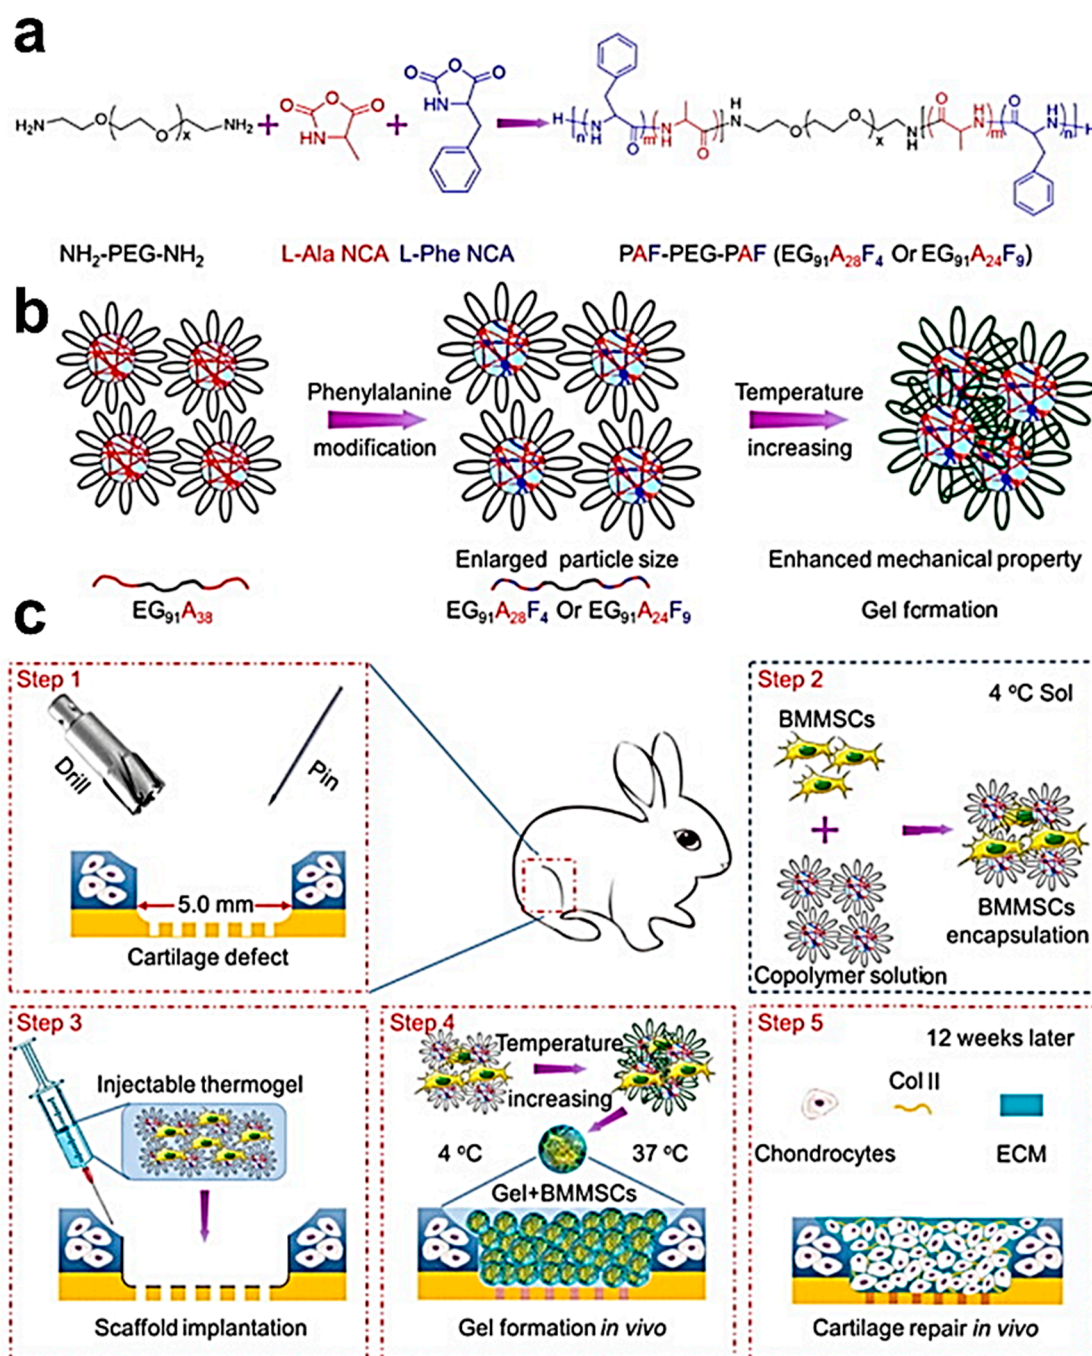 a
H₂N O( O )x NH₂ + O O O HN + O O O HN H [ n N H O ]m N H O H N O( O )x N H O N H m O H N n H
NH₂-PEG-NH₂ L-Ala NCA L-Phe NCA PAF-PEG-PAF (EG₉₁A₂₈F₄ Or EG₉₁A₂₄F₉)
b
Phenylalanine
modification
Temperature
increasing
Enlarged particle size
Enhanced mechanical property
EG₉₁A₃₈
EG₉₁A₂₈F₄ Or EG₉₁A₂₄F₉
Gel formation
c
Step 1
Drill
Pin
5.0 mm
Cartilage defect
Step 2
4 °C Sol
BMMSCs
+
BMMSCs
encapsulation
Copolymer solution
Step 3
Injectable thermogel
Scaffold implantation
Step 4
Temperature
increasing
4 °C
37 °C
Gel+BMMSCs
Gel formation in vivo
Step 5
12 weeks later
Col II
Chondrocytes
ECM
Cartilage repair in vivo